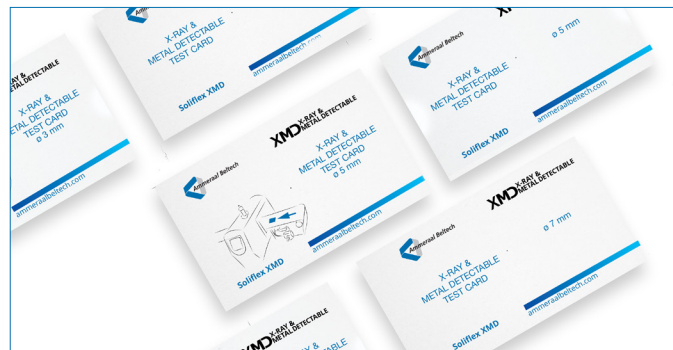 X-RAY &
METAL DETECTABLE
TEST CARD
ø 3 mm
Ammeraal Beltech
X-RAY &
METAL DETECTABLE
TEST CARD
Soliflex XMD
ammeraalbeltech.com
Ammeraal Beltech
XMD X-RAY &
METAL DETECTABLE
X-RAY &
METAL DETECTABLE
TEST CARD
ø 5 mm
Soliflex XMD
ammeraalbeltech.com
Ammeraal Beltech
ø 5 mm
X-RAY &
METAL DETECTABLE
TEST CARD
Soliflex XMD
ammeraalbeltech.com
Ammeraal Beltech
XMD X-RAY &
METAL DETECTABLE
ø 7 mm
X-RAY &
METAL DETECTABLE
TEST CARD
Soliflex XMD
ammeraalbeltech.com
XMD X-RAY &
METAL DETECTABLE